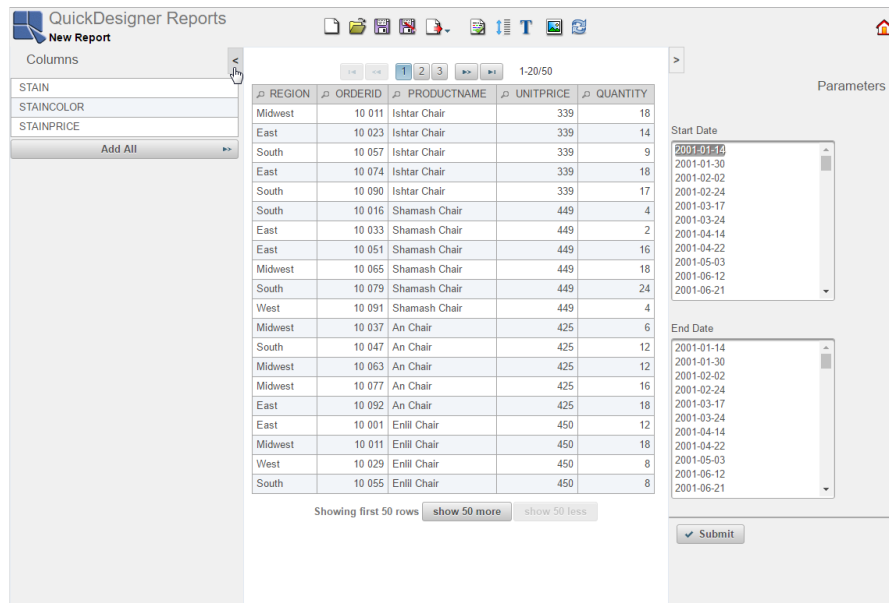 QuickDesigner Reports
New Report
T
Columns
<
STAIN
STAINCOLOR
STAINPRICE
Add All
1 2 3 1-20/50
REGION ORDERID PRODUCTNAME UNITPRICE QUANTITY
Midwest 10 011 Ishtar Chair 339 18
East 10 023 Ishtar Chair 339 14
South 10 057 Ishtar Chair 339 9
East 10 074 Ishtar Chair 339 18
South 10 090 Ishtar Chair 339 17
South 10 016 Shamash Chair 449 4
East 10 033 Shamash Chair 449 2
East 10 051 Shamash Chair 449 16
Midwest 10 065 Shamash Chair 449 18
South 10 079 Shamash Chair 449 24
West 10 091 Shamash Chair 449 4
Midwest 10 037 An Chair 425 6
South 10 047 An Chair 425 12
Midwest 10 063 An Chair 425 12
Midwest 10 077 An Chair 425 16
East 10 092 An Chair 425 18
East 10 001 Enlil Chair 450 12
Midwest 10 011 Enlil Chair 450 18
West 10 029 Enlil Chair 450 8
South 10 055 Enlil Chair 450 8
Showing first 50 rows show 50 more show 50 less
>
Parameters
Start Date
2001-01-14
2001-01-30
2001-02-02
2001-02-24
2001-03-17
2001-03-24
2001-04-14
2001-04-22
2001-05-03
2001-06-12
2001-06-21
End Date
2001-01-14
2001-01-30
2001-02-02
2001-02-24
2001-03-17
2001-03-24
2001-04-14
2001-04-22
2001-05-03
2001-06-12
2001-06-21
Submit